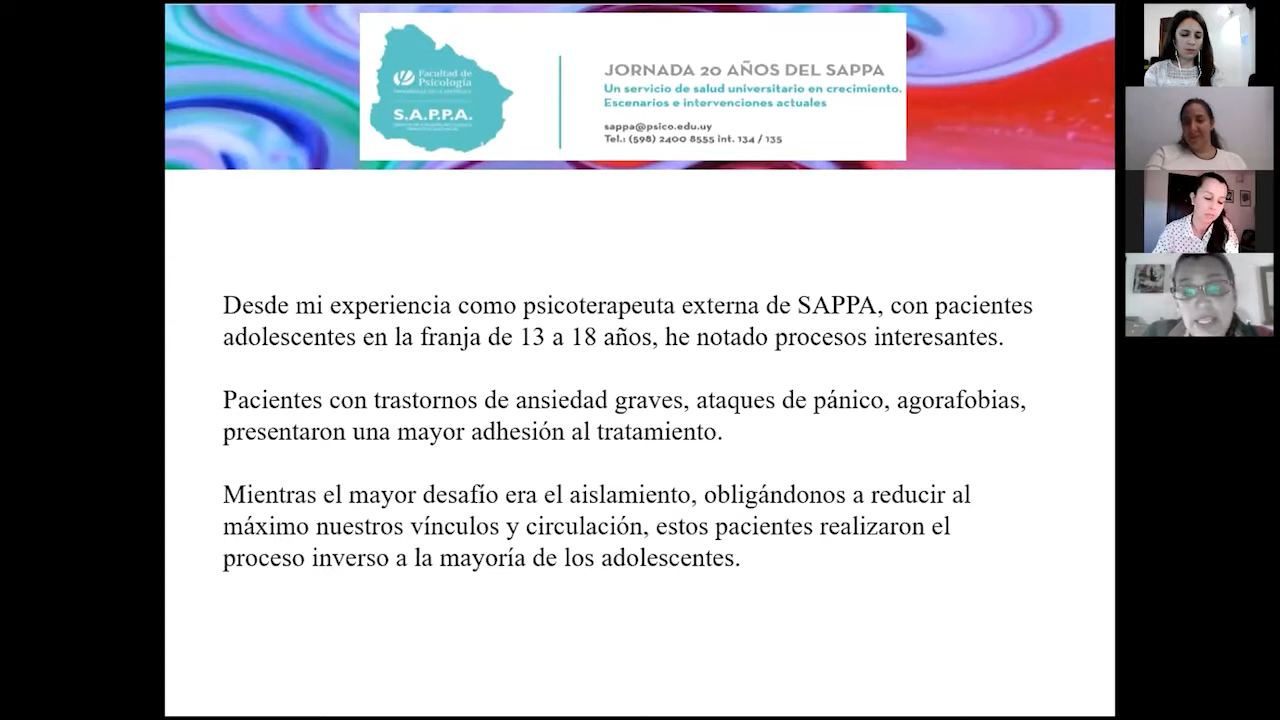 Facultad de
Psicología
S.A.P.P.A.
JORNADA 20 AÑOS DEL SAPPA
Un servicio de salud universitario en crecimiento.
Escenarios e intervenciones actuales
sappa@psico.edu.uy
Tel.: (598) 2400 8555 int. 134 / 135
Desde mi experiencia como psicoterapeuta externa de SAPPA, con pacientes
adolescentes en la franja de 13 a 18 años, he notado procesos interesantes.
Pacientes con trastornos de ansiedad graves, ataques de pánico, agorafobias,
presentaron una mayor adhesión al tratamiento.
Mientras el mayor desafío era el aislamiento, obligándonos a reducir al
máximo nuestros vínculos y circulación, estos pacientes realizaron el
proceso inverso a la mayoría de los adolescentes.